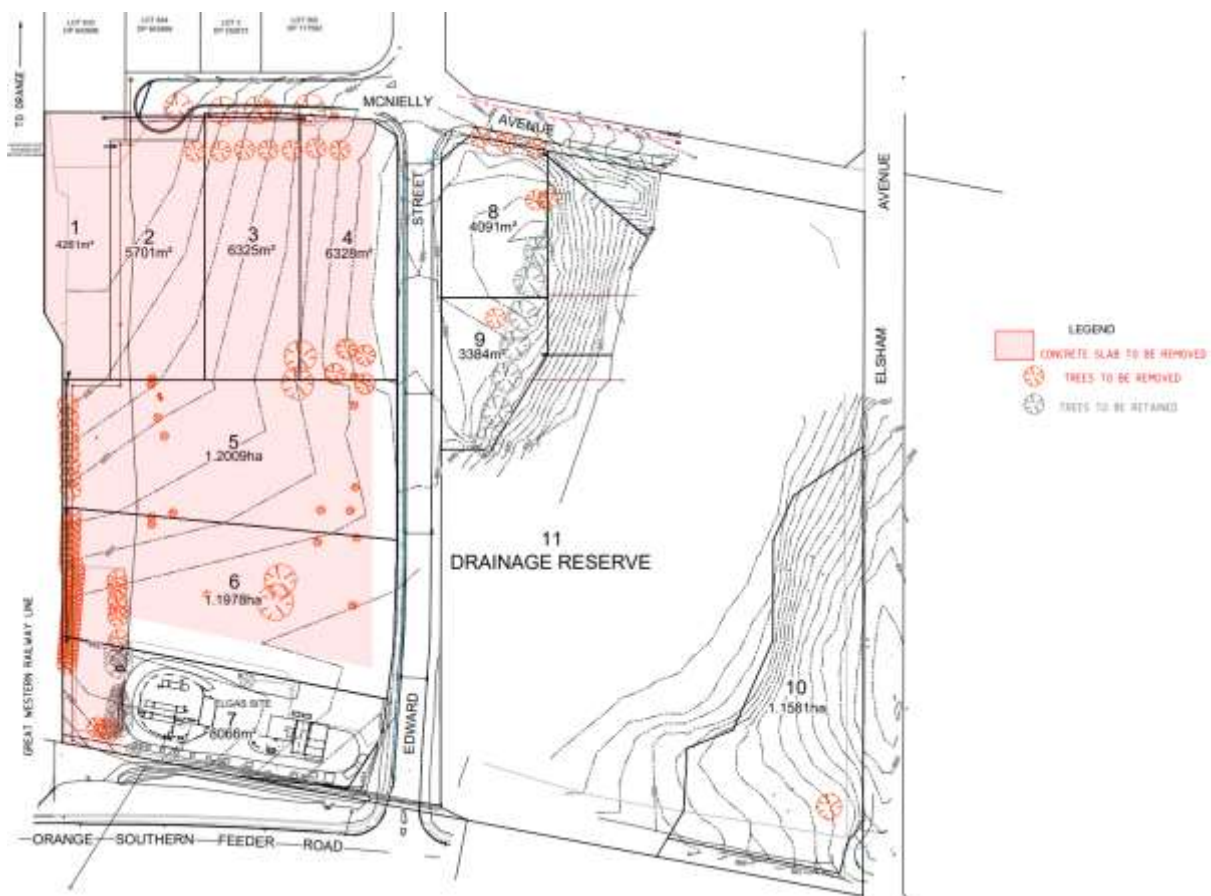 TO ORANGE
MCNIELLY
AVENUE
STREET
AVENUE
1
4281m²
2
5701m²
3
6325m²
4
6328m²
8
4091m²
9
3384m²
ELSHAM
LEGEND
CONCRETE SLAB TO BE REMOVED
TREES TO BE REMOVED
TREES TO BE RETAINED
5
1.2009ha
11
DRAINAGE RESERVE
6
1.1978ha
GREAT WESTERN RAILWAY LINE
10
1.1581ha
ELGAS SITE
7
8066m²
EDWARD
ORANGE SOUTHERN FEEDER ROAD